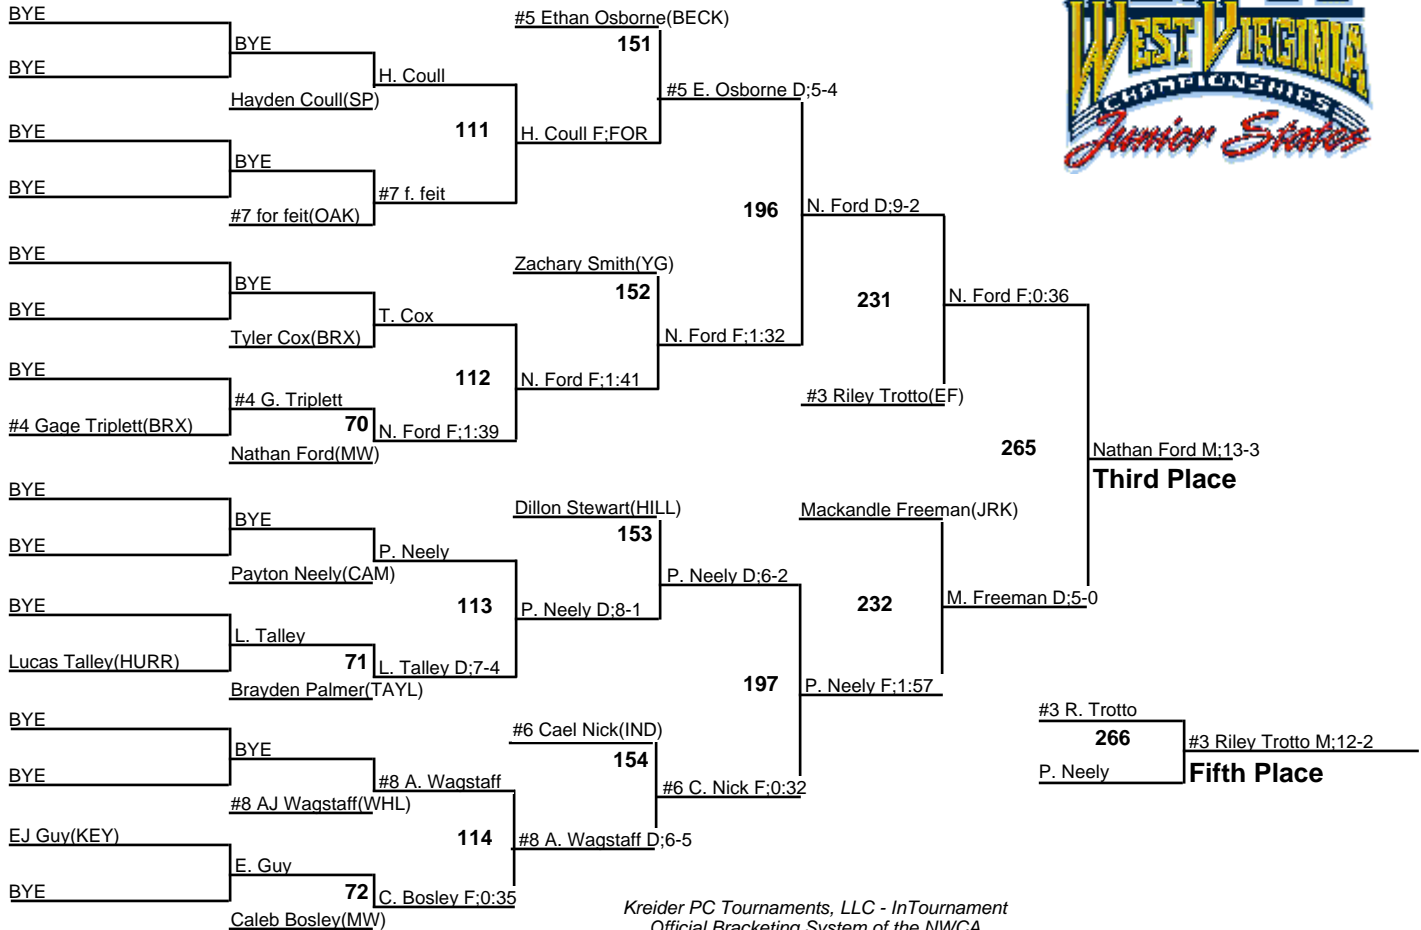 BYE
BYE
BYE
Hayden Coull(SP)
H. Coull
111
BYE
BYE
BYE
#7 for feit(OAK)
#7 f. feit
H. Coull F;FOR
#5 Ethan Osborne(BECK)
151
#5 E. Osborne D;5-4
WEST VIRGINIA
CHAMPIONSHIPS
Junior States
BYE
BYE
BYE
Tyler Cox(BRX)
T. Cox
112
BYE
#4 Gage Triplett(BRX)
#4 G. Triplett
70
Nathan Ford(MW)
N. Ford F;1:39
N. Ford F;1:41
Zachary Smith(YG)
152
N. Ford F;1:32
196
N. Ford D;9-2
231
#3 Riley Trotto(EF)
N. Ford F;0:36
265
Nathan Ford M;13-3
Third Place
BYE
BYE
BYE
Payton Neely(CAM)
P. Neely
113
BYE
Lucas Talley(HURR)
L. Talley
71
Brayden Palmer(TAYL)
L. Talley D;7-4
P. Neely D;8-1
Dillon Stewart(HILL)
153
P. Neely D;6-2
197
Mackandle Freeman(JRK)
232
M. Freeman D;5-0
P. Neely F;1:57
BYE
BYE
BYE
#8 AJ Wagstaff(WHL)
#8 A. Wagstaff
114
EJ Guy(KEY)
BYE
E. Guy
72
Caleb Bosley(MW)
C. Bosley F;0:35
#8 A. Wagstaff D;6-5
#6 Cael Nick(IND)
154
#6 C. Nick F;0:32
#3 R. Trotto
266
P. Neely
#3 Riley Trotto M;12-2
Fifth Place
Kreider PC Tournaments, LLC - InTournament
Official Bracketing System of the NWCA